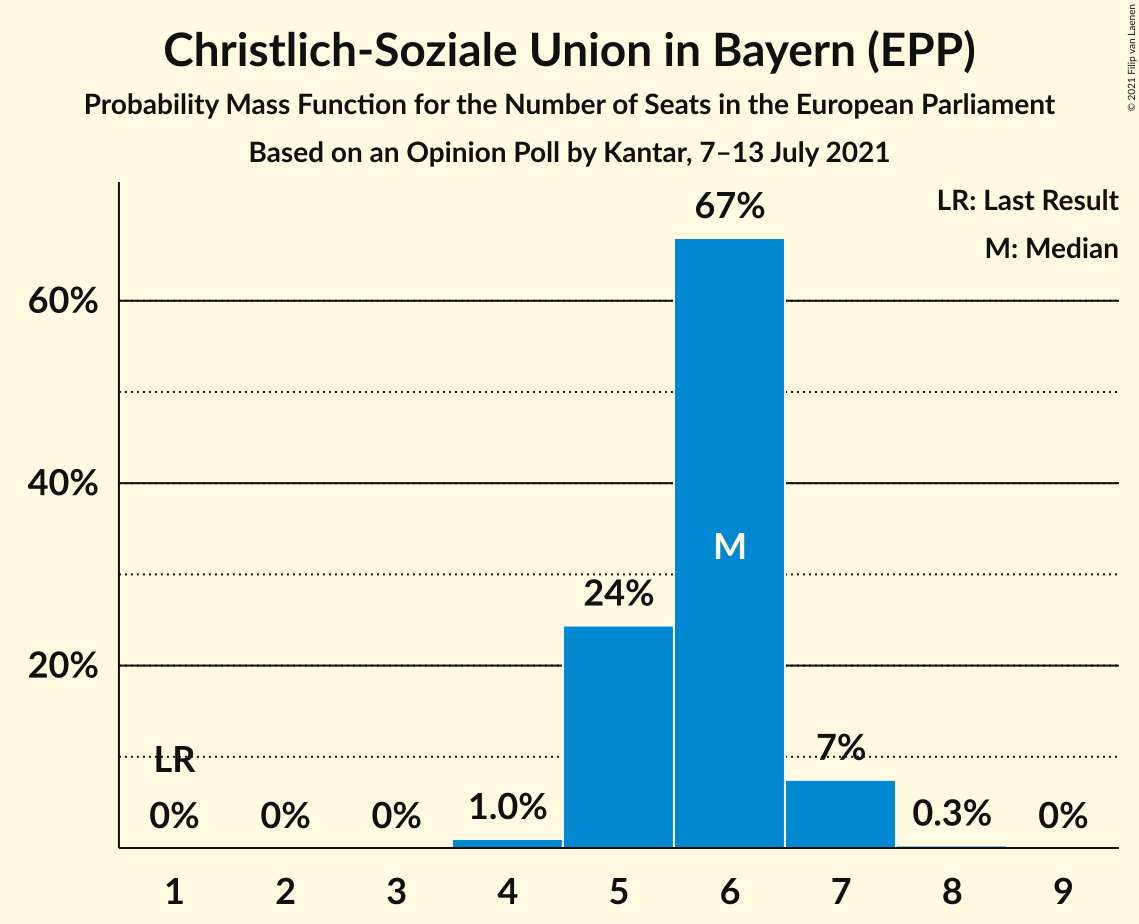 Christlich-Soziale Union in Bayern (EPP)
Probability Mass Function for the Number of Seats in the European Parliament
Based on an Opinion Poll by Kantar, 7–13 July 2021
© 2021 Filip van Laenen
LR: Last Result
M: Median
67%
60%
40%
M
24%
20%
LR
7%
0%
0%
0%
1.0%
0.3%
0%
1 2 3 4 5 6 7 8 9